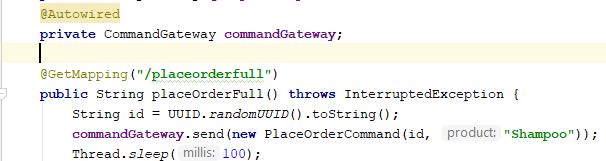 @Autowired
private CommandGateway commandGateway;
@GetMapping("/placeorderfull")
public String placeOrderFull() throws InterruptedException {
String id = UUID.randomUUID().toString();
commandGateway.send(new PlaceOrderCommand(id, product: "Shampoo"));
Thread.sleep( millis: 100);